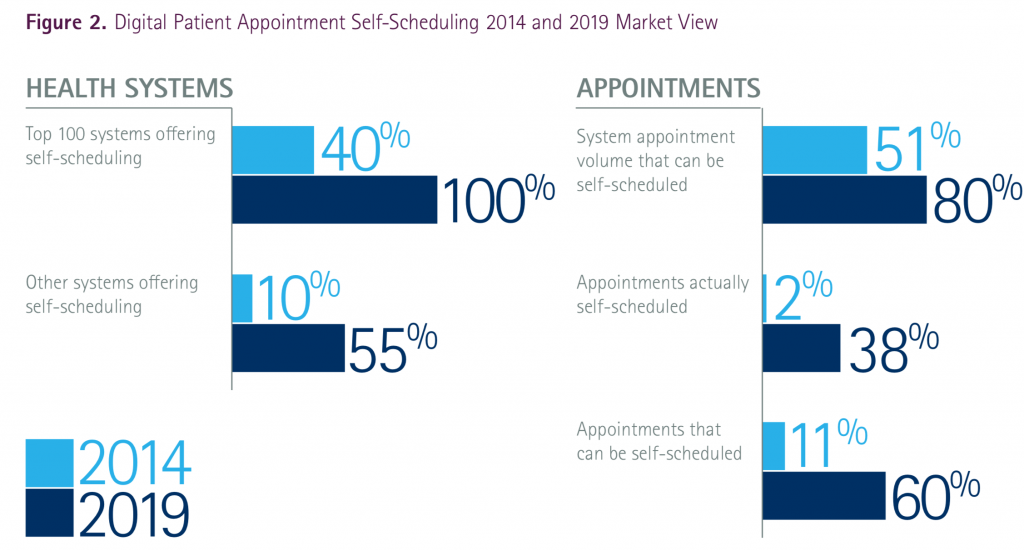 Figure 2. Digital Patient Appointment Self-Scheduling 2014 and 2019 Market View
HEALTH SYSTEMS
Top 100 systems offering
self-scheduling
40%
100%
Other systems offering
self-scheduling
10%
55%
2014
2019
APPOINTMENTS
System appointment
volume that can be
self-scheduled
51%
80%
Appointments actually
self-scheduled
2%
38%
Appointments that
can be self-scheduled
11%
60%